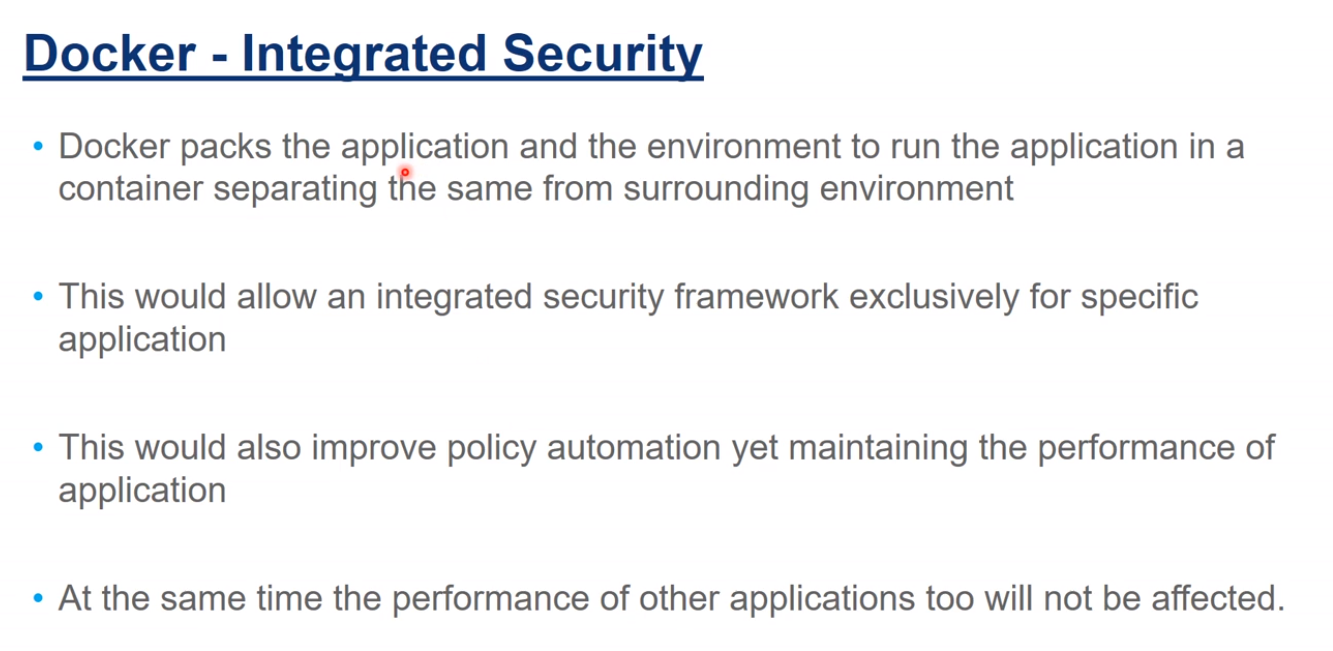 Docker - Integrated Security
• Docker packs the application and the environment to run the application in a
container separating the same from surrounding environment
• This would allow an integrated security framework exclusively for specific
application
• This would also improve policy automation yet maintaining the performance of
application
• At the same time the performance of other applications too will not be affected.